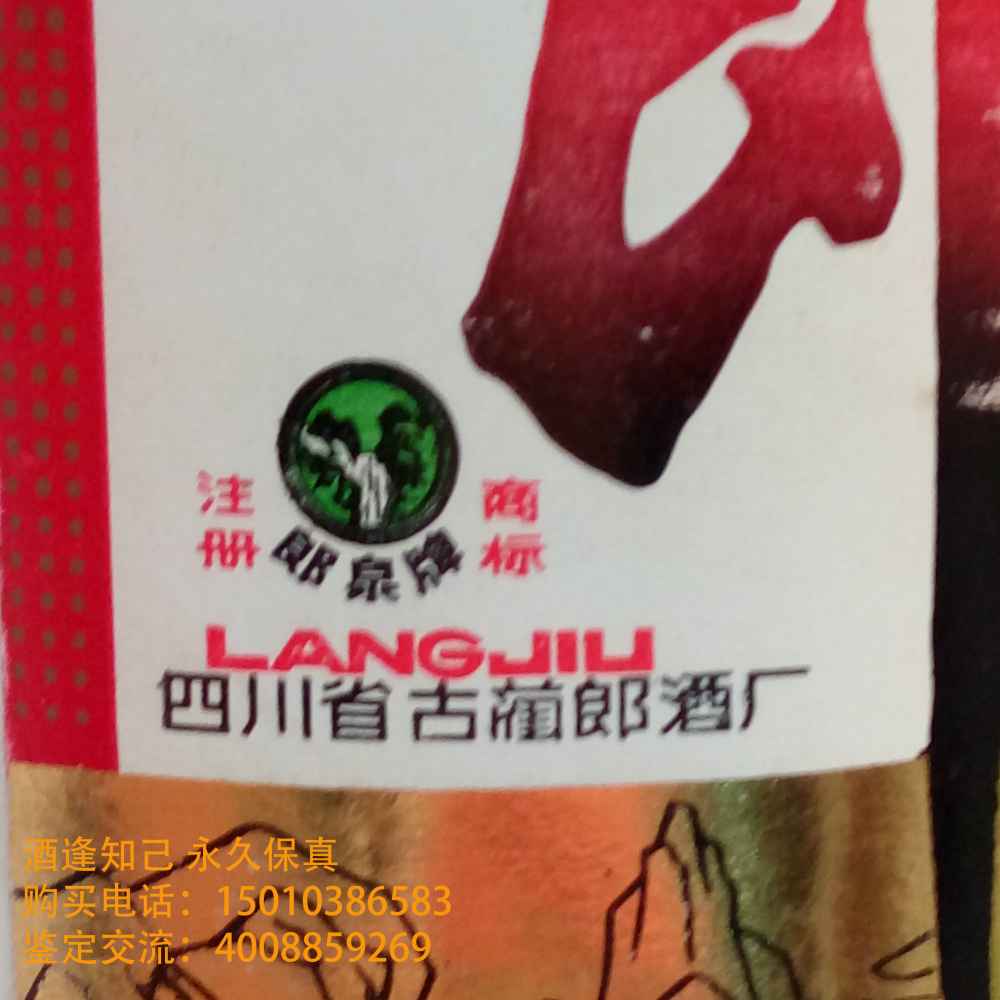 注 商
册 标
郎泉牌
LANGJIU
四川省古蔺郎酒厂
酒逢知己 永久保真
购买电话：15010386583
鉴定交流：4008859269